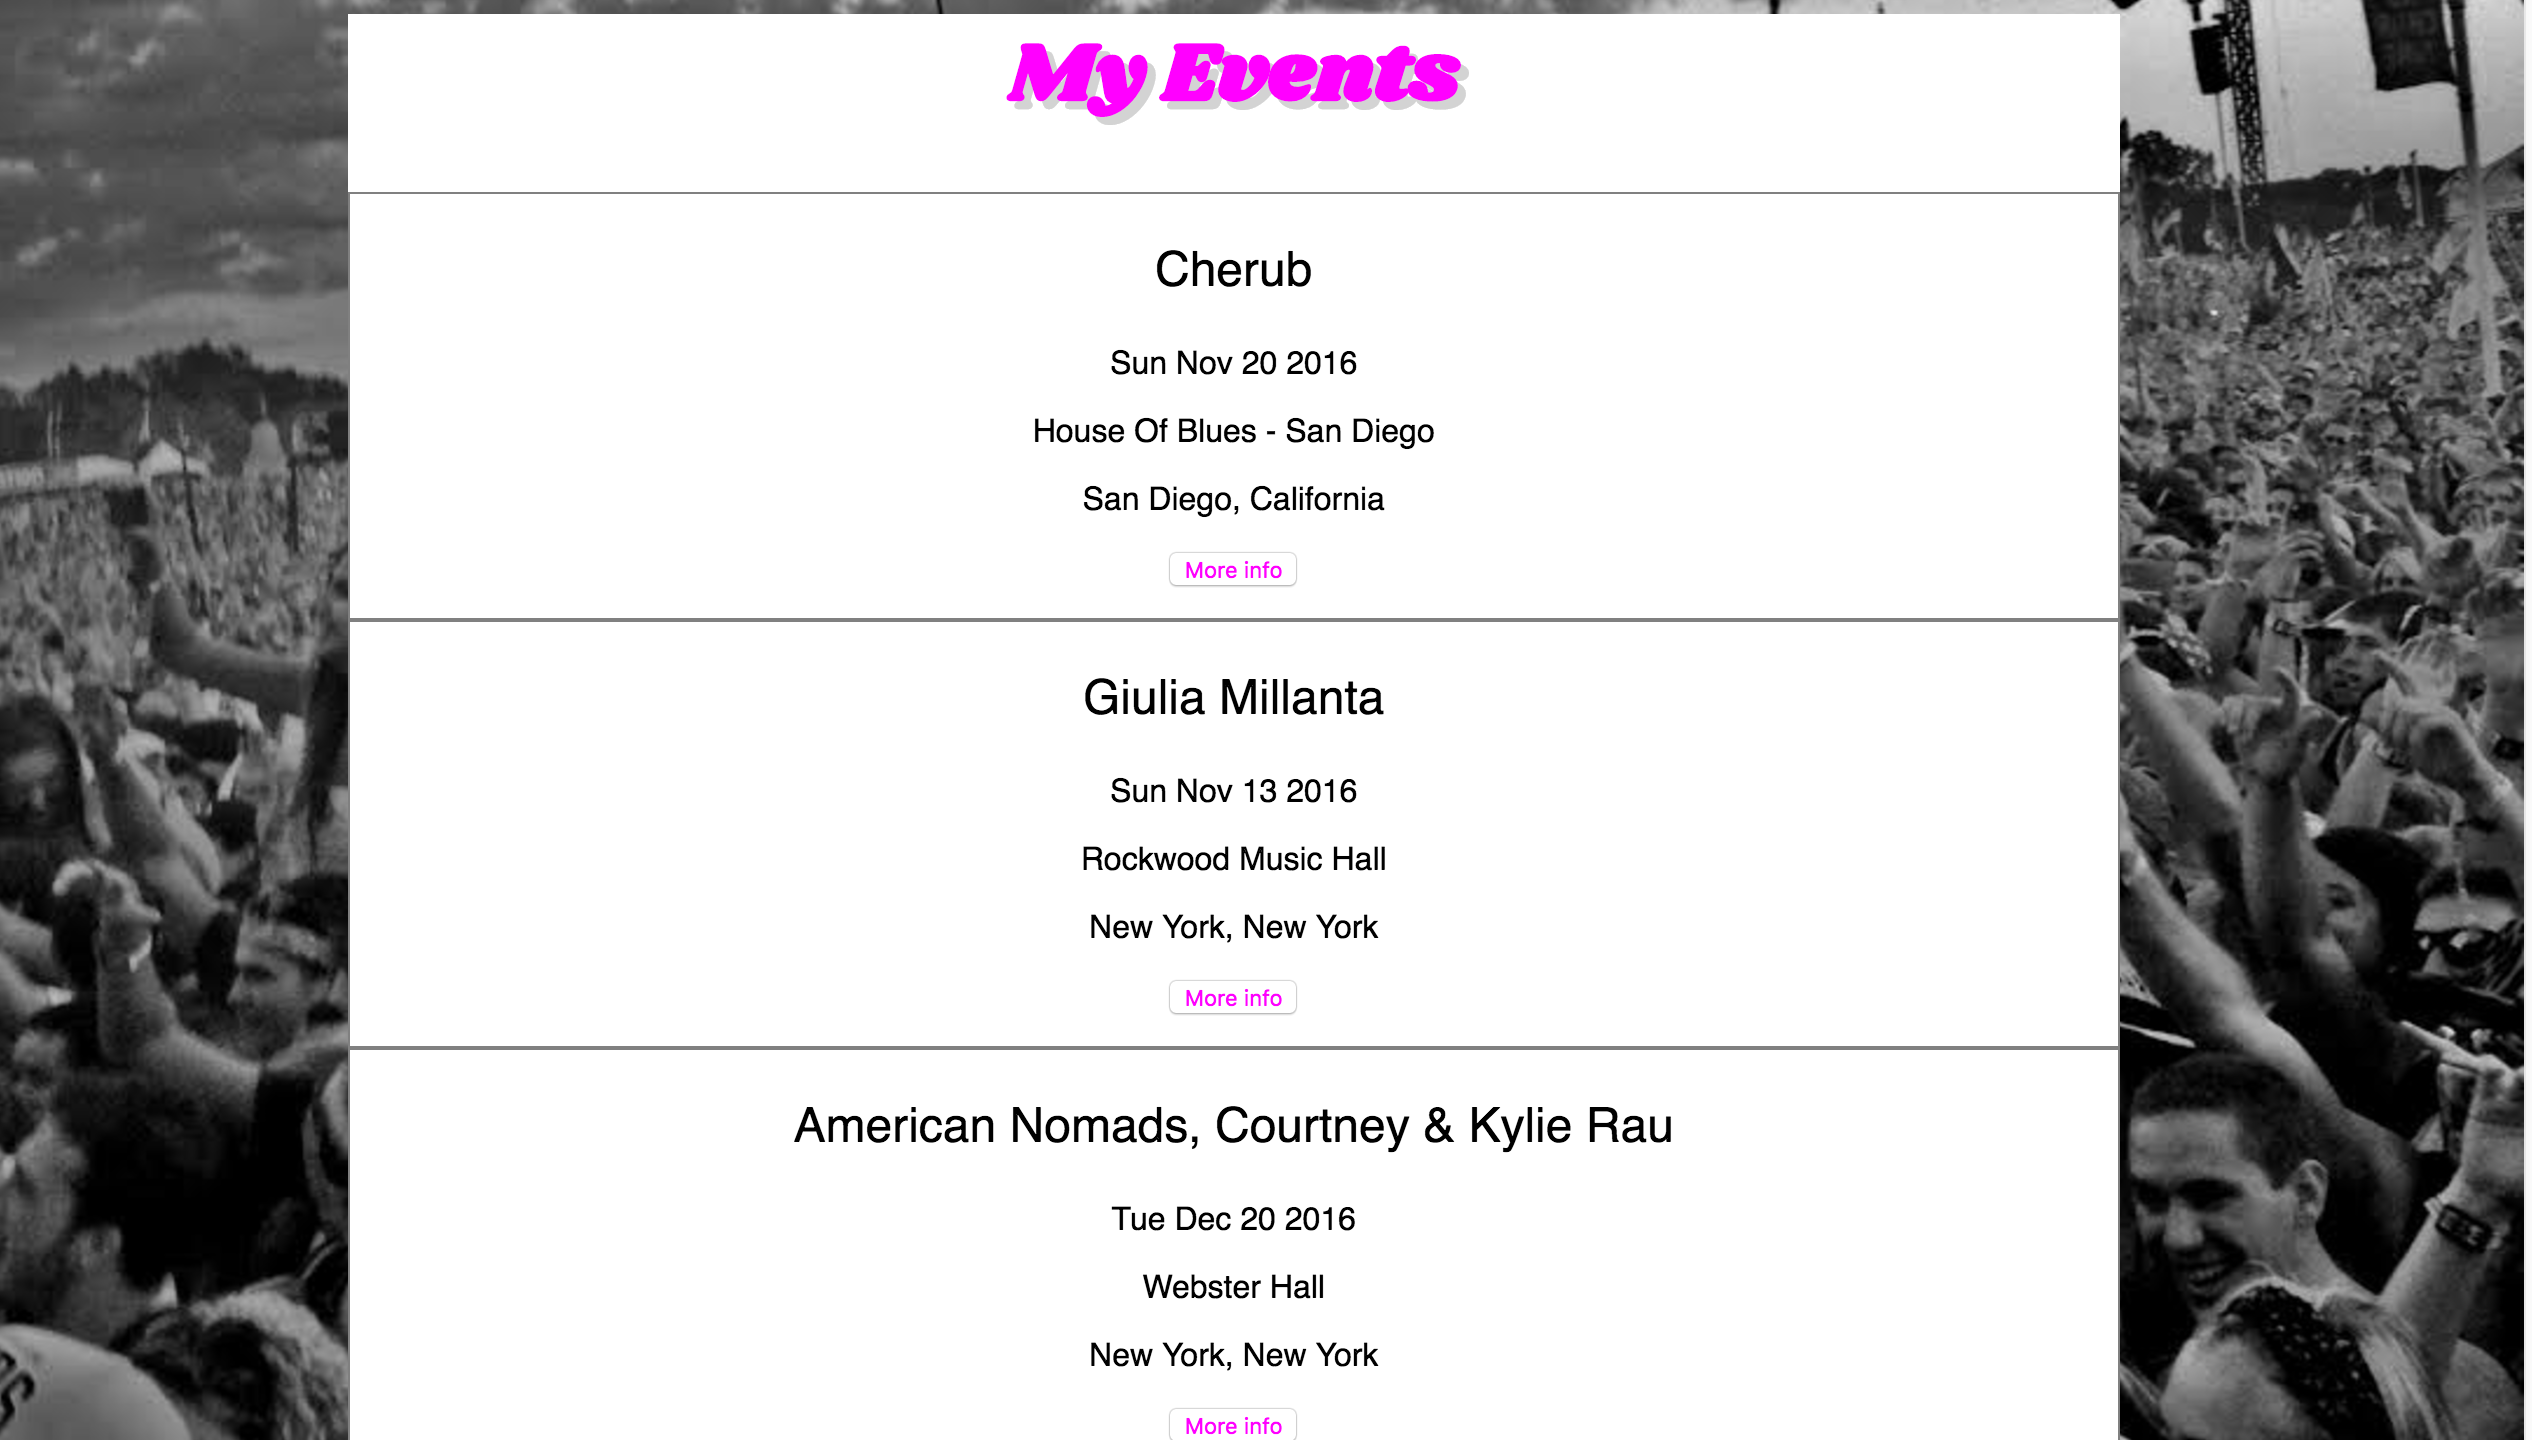 My Events
Cherub
Sun Nov 20 2016
House Of Blues - San Diego
San Diego, California
More info
Giulia Millanta
Sun Nov 13 2016
Rockwood Music Hall
New York, New York
More info
American Nomads, Courtney & Kylie Rau
Tue Dec 20 2016
Webster Hall
New York, New York
More info